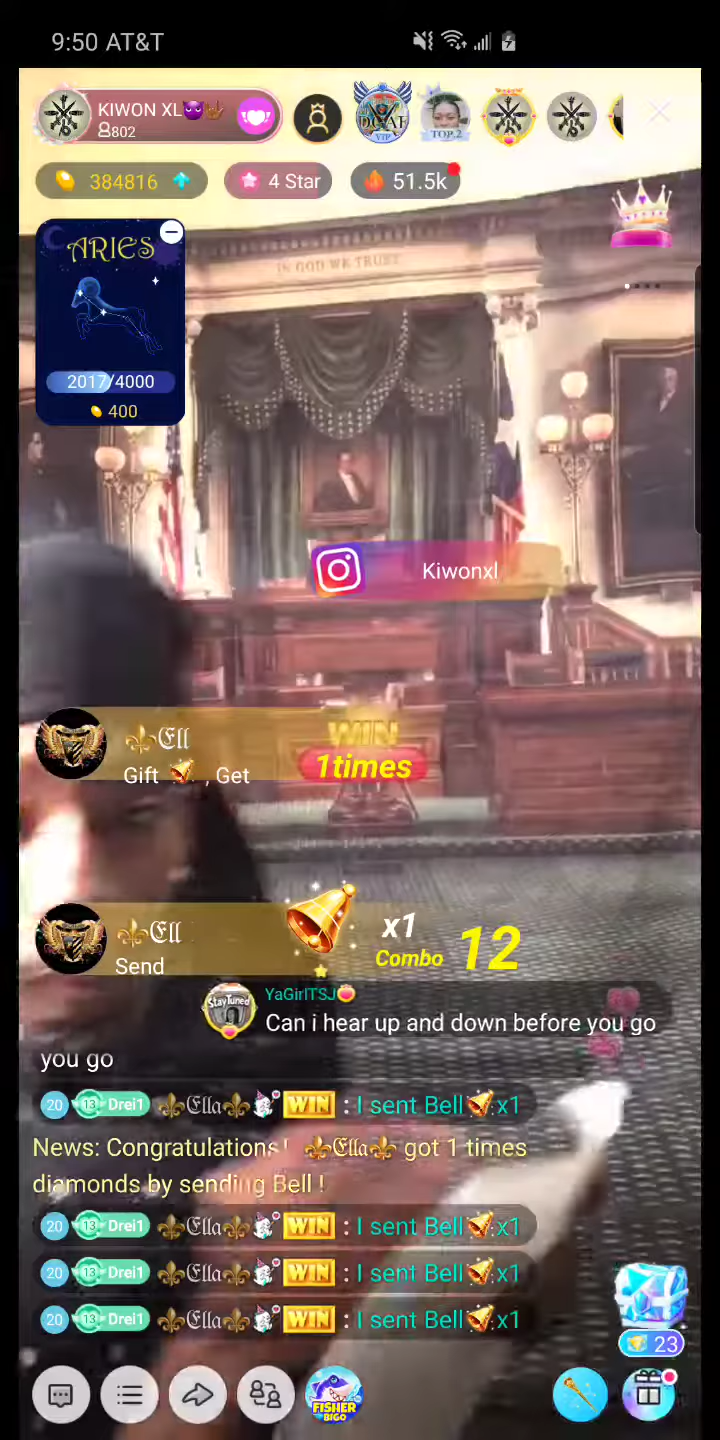 9:50 AT&T
KIWON XL😈🤘🏾
802
TOP.2
384816
4 Star
51.5k
ARIES
IN GOD WE TRUST
2017/4000
400
Kiwonxl
⚜Ell
WIN
1times
Gift , Get
⚜Ell
x1
Combo 12
Send
StayTuned
YaGirlTSJ
Can i hear up and down before you go
you go
20 13 Drei1 ⚜Ella⚜ WIN : I sent Bell x1
News: Congratulations! ⚜Ella⚜ got 1 times
diamonds by sending Bell !
20 13 Drei1 ⚜Ella⚜ WIN : I sent Bell x1
20 13 Drei1 ⚜Ella⚜ WIN : I sent Bell x1
20 13 Drei1 ⚜Ella⚜ WIN : I sent Bell x1
23
FISHER
BIGO